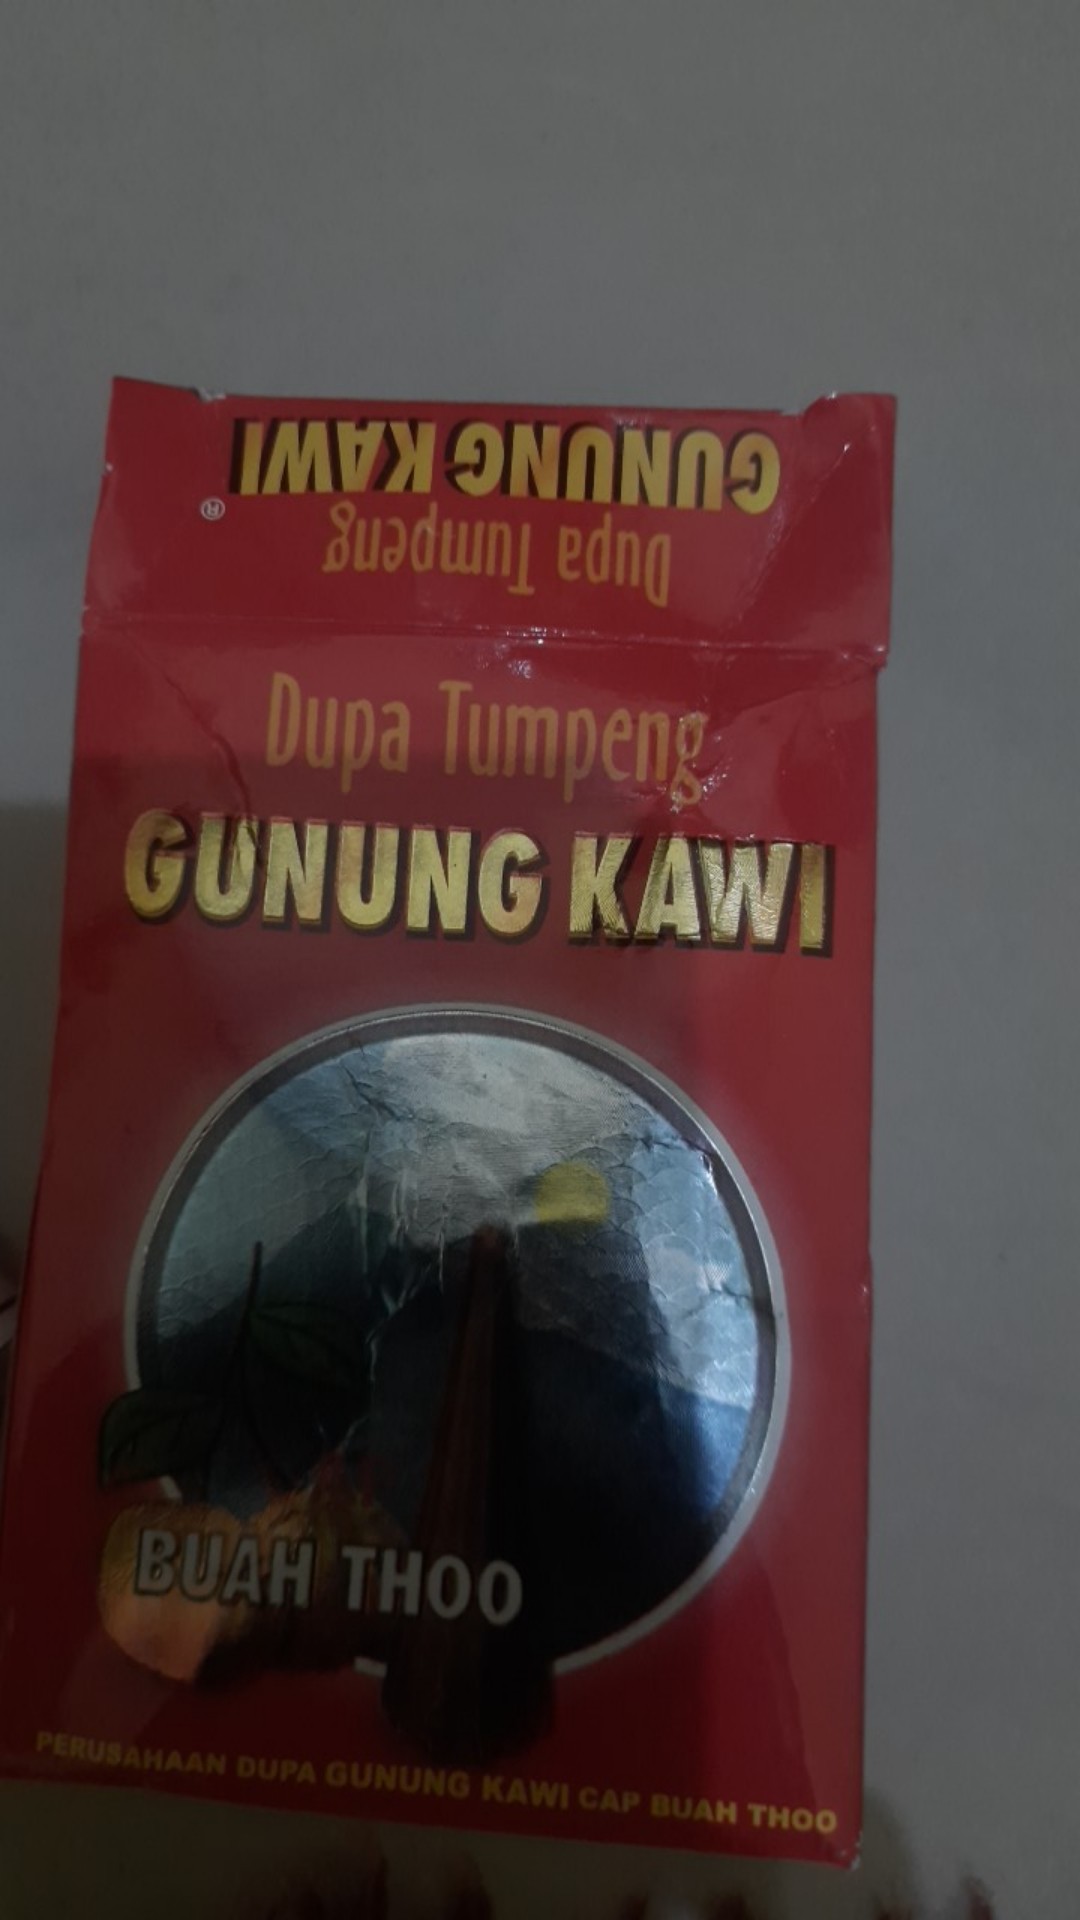 GUNUNG KAWI
®
Dupa Tumpeng
Dupa Tumpeng
GUNUNG KAWI
BUAH THOO
PERUSAHAAN DUPA GUNUNG KAWI CAP BUAH THOO